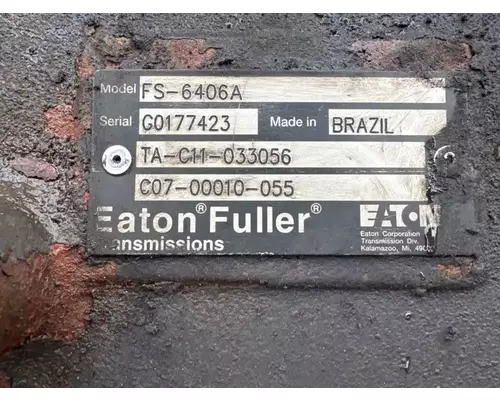 Model FS-6406A
Serial G0177423 Made in BRAZIL
TA-C11-033056
C07-00010-055
Eaton® Fuller® EATON
Transmissions
Eaton Corporation
Transmission Div.
Kalamazoo, Mi.